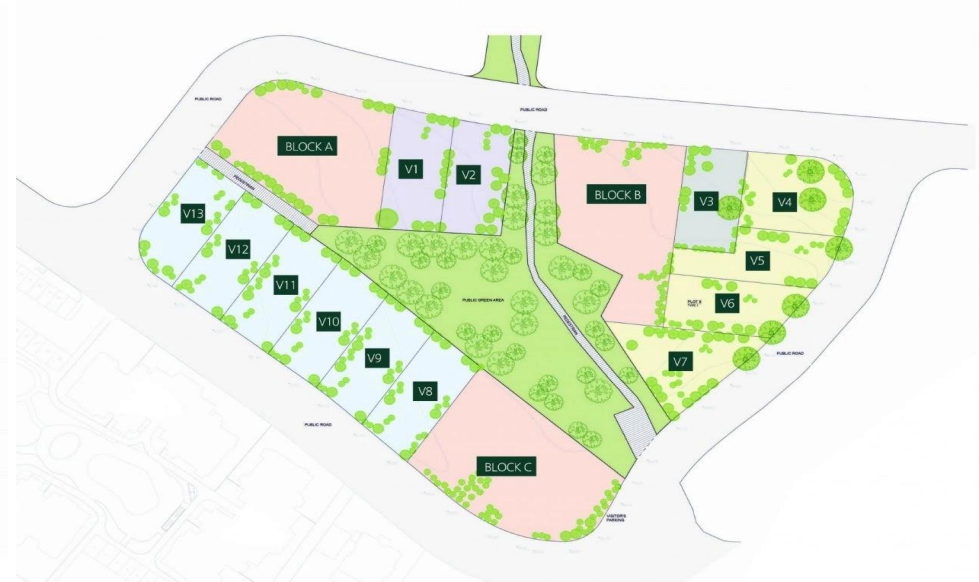 PUBLIC ROAD
PUBLIC ROAD
BLOCK A
V1
V2
BLOCK B
V3
V4
PEDESTRIAN
V13
V12
V11
V10
V9
V8
PUBLIC GREEN AREA
PEDESTRIAN
V5
V6
V7
PUBLIC ROAD
PUBLIC ROAD
BLOCK C
VISITOR'S
PARKING